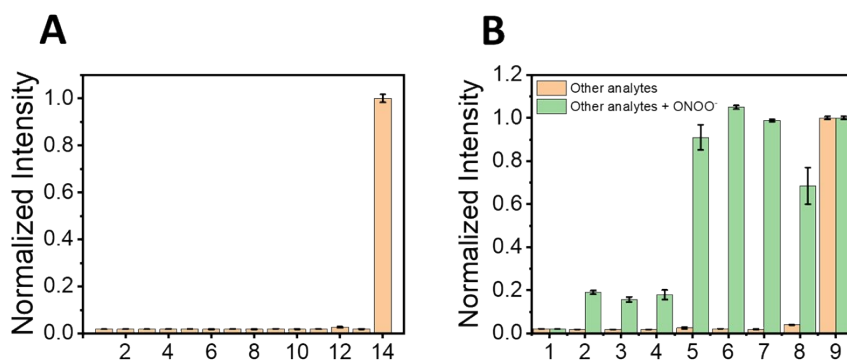 A
Normalized Intensity
1.0
0.8
0.6
0.4
0.2
0.0
2 4 6 8 10 12 14
B
Normalized Intensity
1.2
1.0
0.8
0.6
0.4
0.2
0.0
Other analytes
Other analytes + ONOO⁻
1 2 3 4 5 6 7 8 9